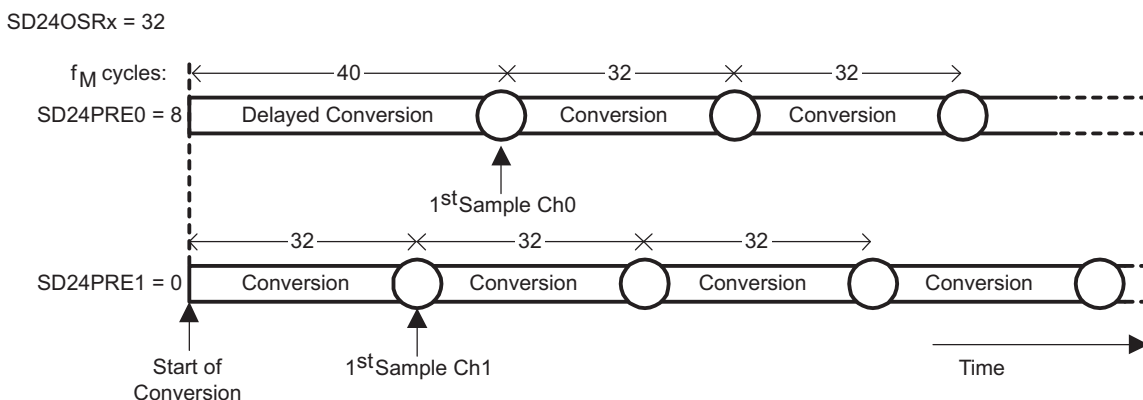 SD24OSRx = 32
fM cycles: 40 32 32
SD24PRE0 = 8 Delayed Conversion Conversion Conversion
1st Sample Ch0
32 32 32
SD24PRE1 = 0 Conversion Conversion Conversion Conversion
Start of Conversion
1st Sample Ch1
Time